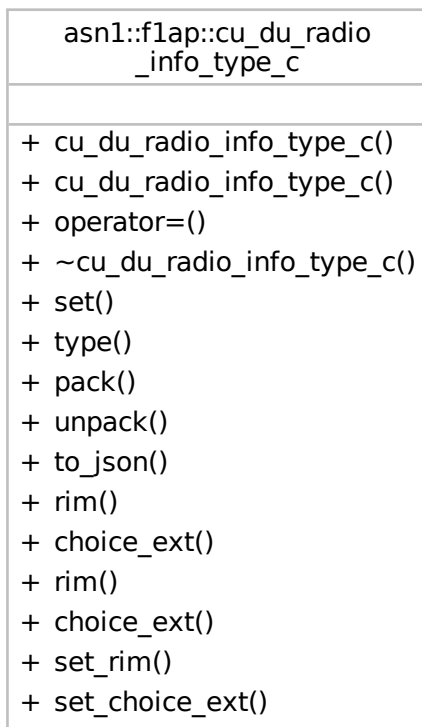 asn1::f1ap::cu_du_radio
_info_type_c
+ cu_du_radio_info_type_c()
+ cu_du_radio_info_type_c()
+ operator=()
+ ~cu_du_radio_info_type_c()
+ set()
+ type()
+ pack()
+ unpack()
+ to_json()
+ rim()
+ choice_ext()
+ rim()
+ choice_ext()
+ set_rim()
+ set_choice_ext()